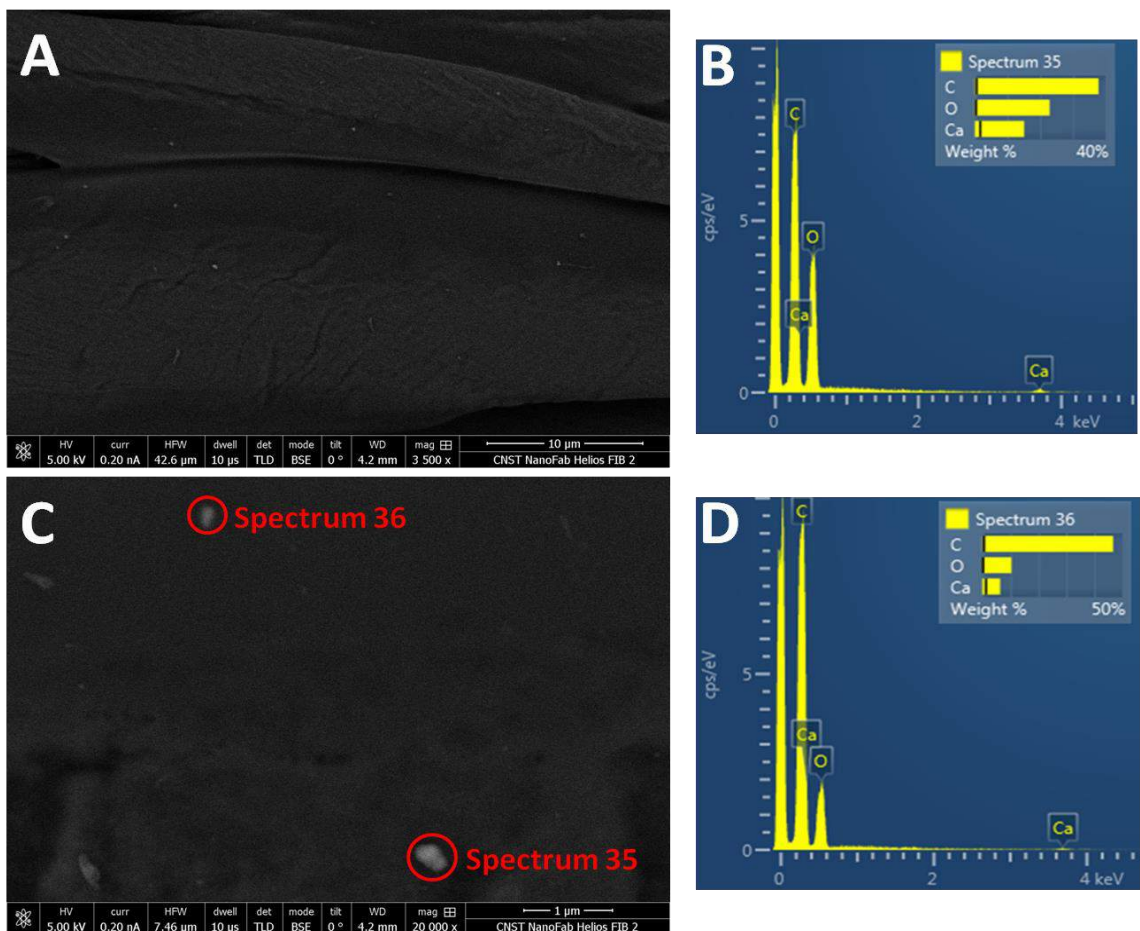 A
HV curr HFW dwell det mode tilt WD mag 10 µm
5.00 kV 0.20 nA 42.6 µm 10 µs TLD BSE 0 ° 4.2 mm 3 500 x CNST NanoFab Helios FIB 2
B
Spectrum 35
C
O
Ca
Weight % 40%
C
O
Ca
Ca
cps/eV
5
0
0 2 4 keV
C
Spectrum 36
Spectrum 35
HV curr HFW dwell det mode tilt WD mag 1 µm
5.00 kV 0.20 nA 7.46 µm 10 µs TLD BSE 0 ° 4.2 mm 20 000 x CNST NanoFab Helios FIB 2
D
Spectrum 36
C
O
Ca
Weight % 50%
C
Ca
O
Ca
cps/eV
5
0
0 2 4 keV